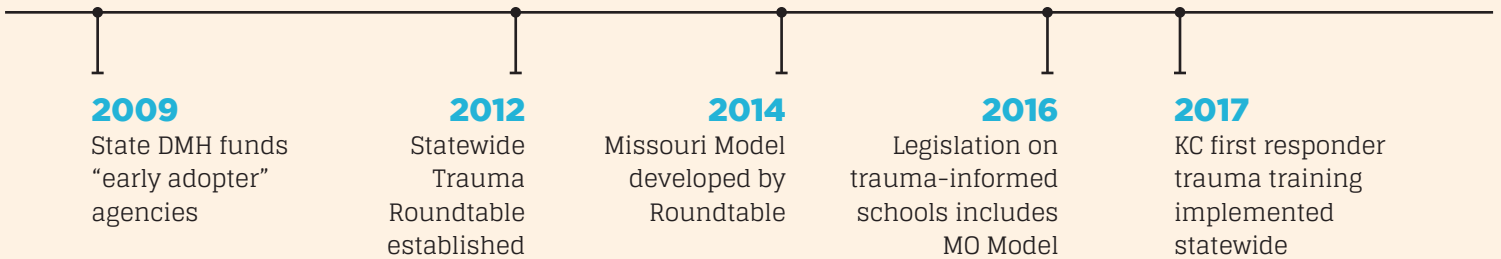 2009
State DMH funds
“early adopter”
agencies
2012
Statewide
Trauma
Roundtable
established
2014
Missouri Model
developed by
Roundtable
2016
Legislation on
trauma-informed
schools includes
MO Model
2017
KC first responder
trauma training
implemented
statewide